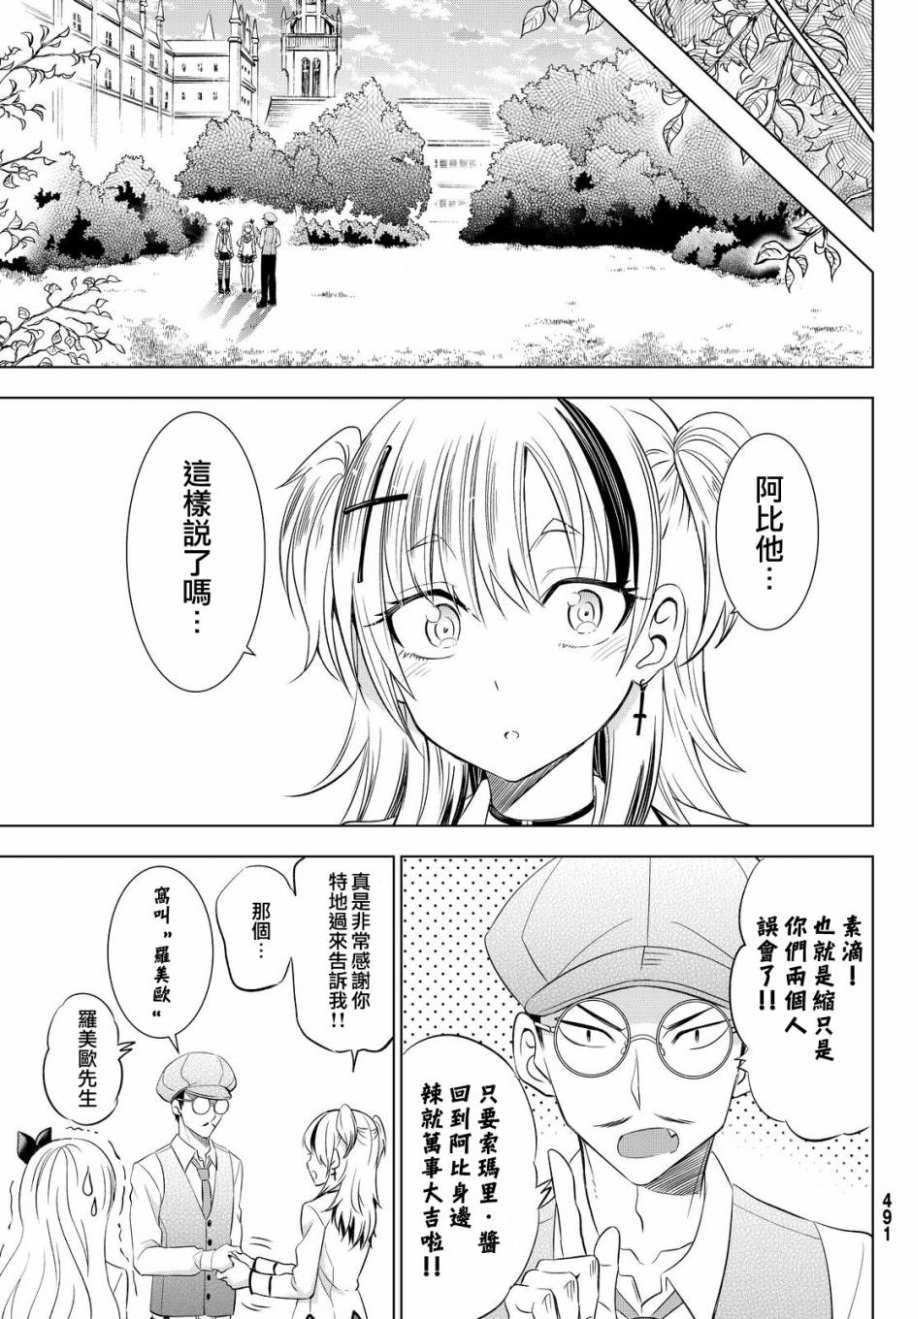 阿比他…
這樣說了嗎…
素滴！
也就是縮只是
你們兩個人
誤會了!!
只要索瑪里·醬
回到阿比身邊
辣就萬事大吉啦!!
真是非常感謝你
特地過來告訴我!!
那個…
窩叫”羅美歐“
羅美歐先生
491